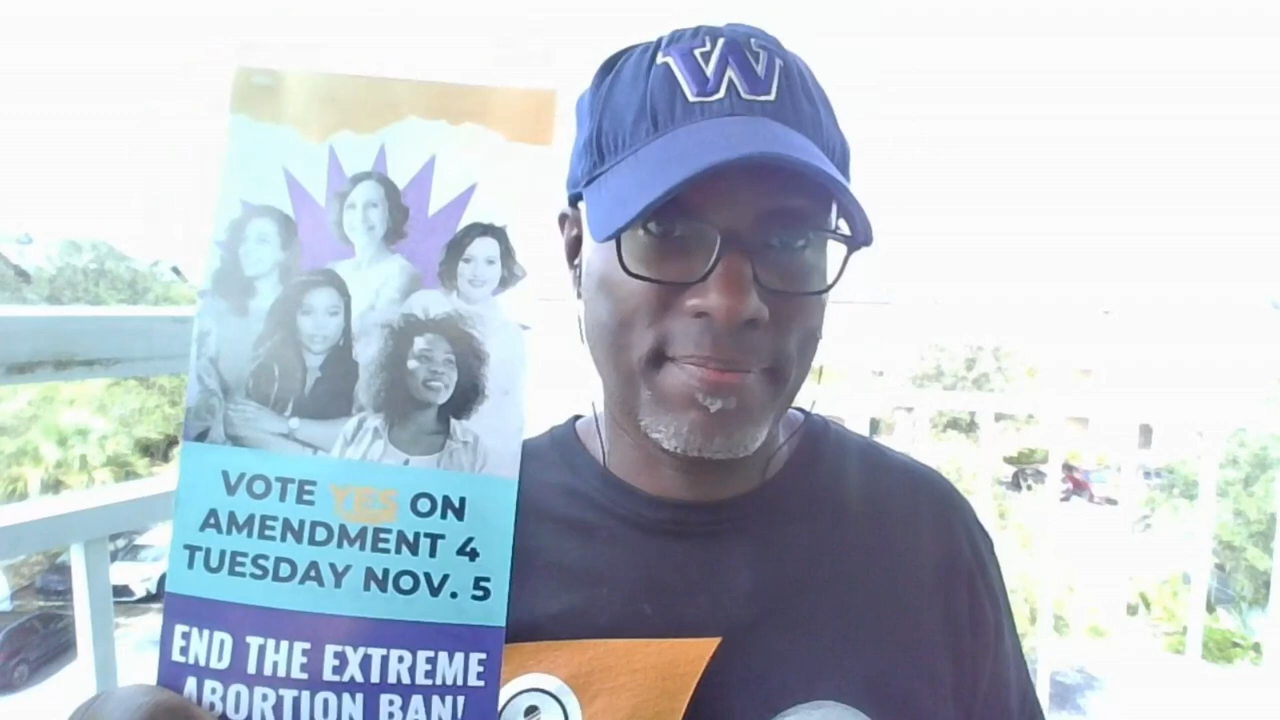 W
VOTE YES ON
AMENDMENT 4
TUESDAY NOV. 5
END THE EXTREME
ABORTION BAN!